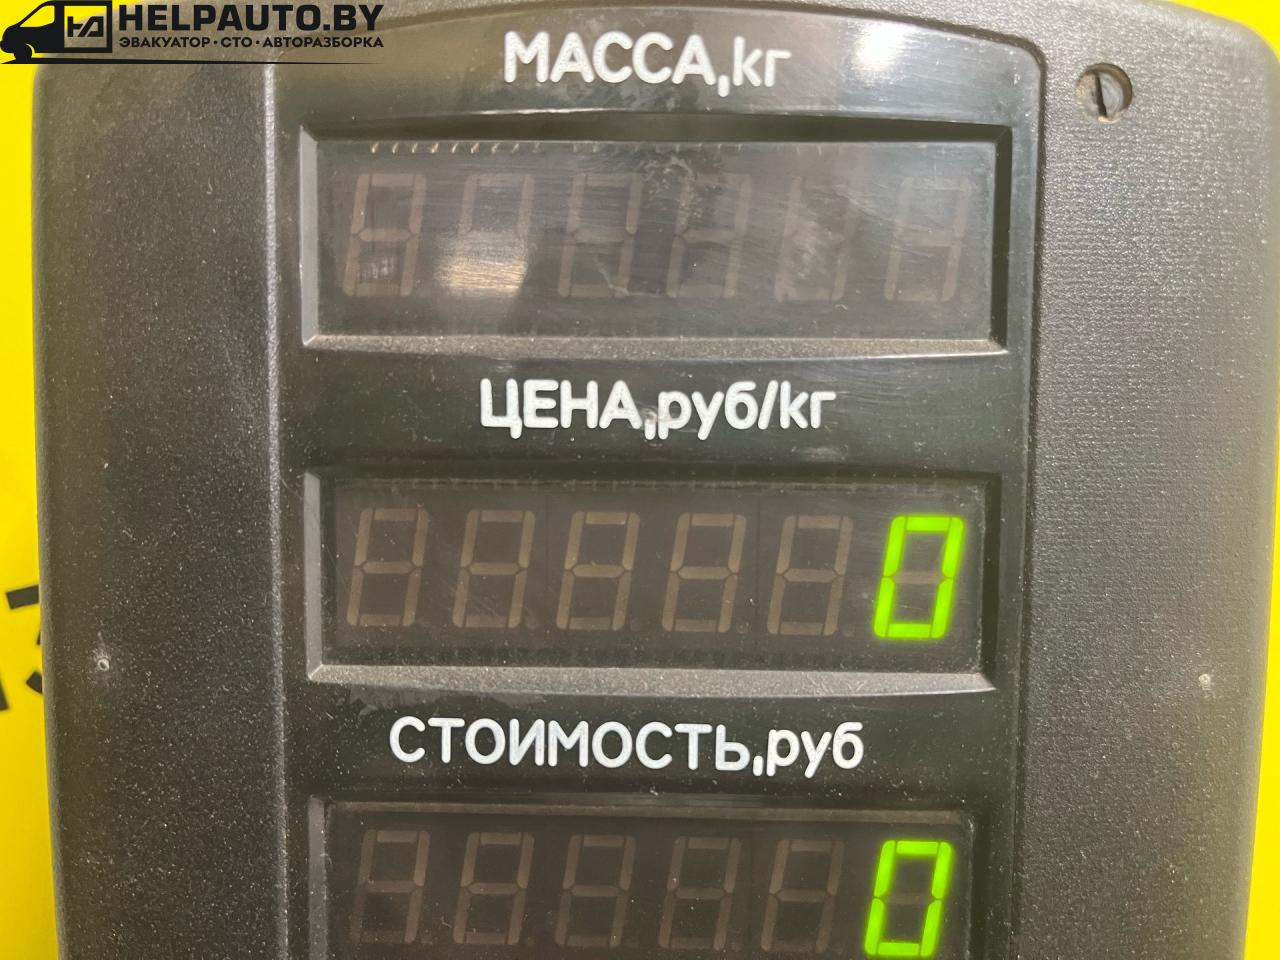 HELPAUTO.BY
ЭВАКУАТОР · СТО · АВТОРАЗБОРКА
МАССА,кг
ЦЕНА,руб/кг
0
СТОИМОСТЬ,руб
0